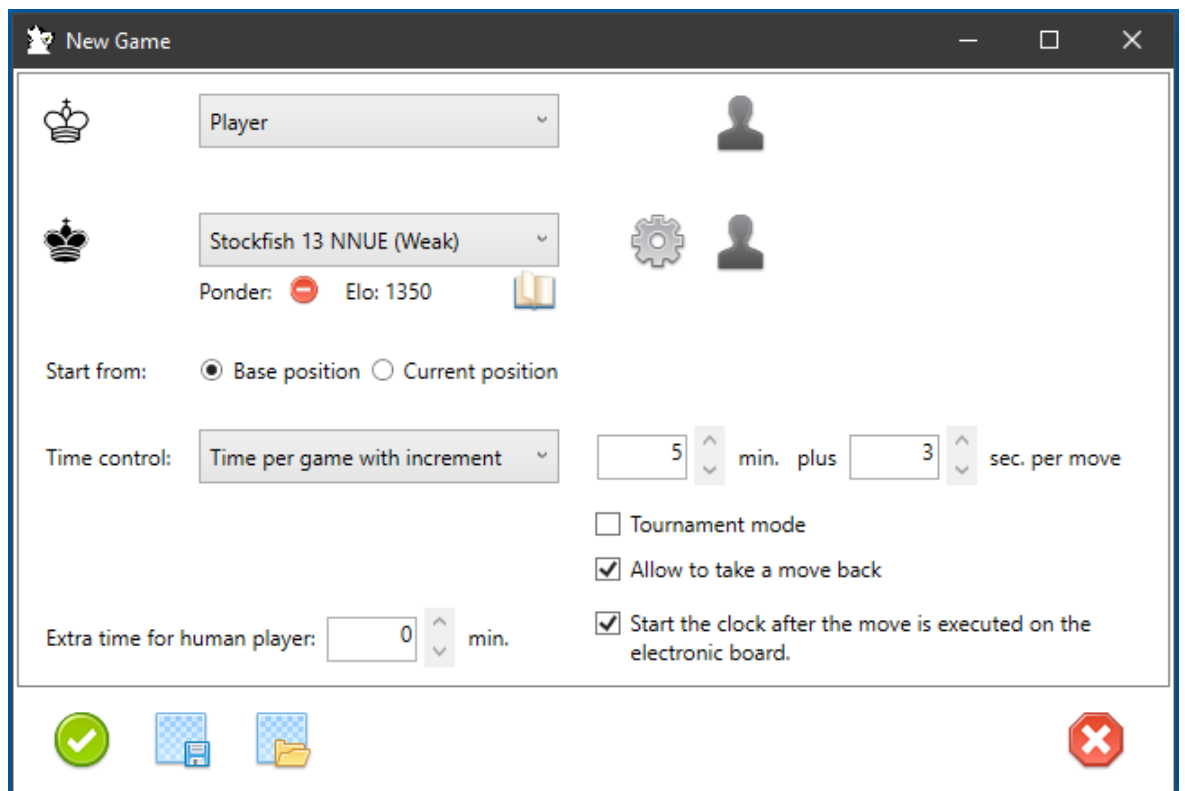 New Game
Player
Stockfish 13 NNUE (Weak)
Ponder: Elo: 1350
Start from: Base position Current position
Time control: Time per game with increment 5 min. plus 3 sec. per move
Tournament mode
Allow to take a move back
Extra time for human player: 0 min.
Start the clock after the move is executed on the
electronic board.